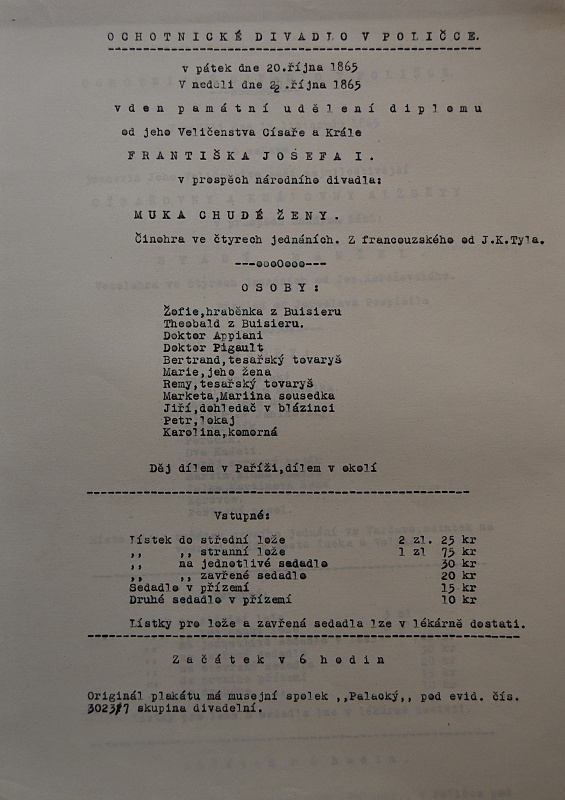 OCHOTNICKÉ DIVADLO V POLIČCE.
v pátek dne 20.října 1865
V neděli dne 22.října 1865
v den památní udělení diplomu
od jeho Veličenstva Císaře a Krále
FRANTIŠKA JOSEFA I.
v prospěch národního divadla:
MUKA CHUDÉ ŽENY.
Činohra ve čtyrech jednáních. Z francouzského od J.K.Tyla.
---oooOooo---
OSOBY:
Žofie,hraběnka z Buisieru
Theobald z Buisieru.
Doktor Appiani
Doktor Pigault
Bertrand,tesařský tovaryš
Marie,jeho žena
Remy,tesařský tovaryš
Marketa,Mariina sousedka
Jiří,dohledač v blázinci
Petr,lokaj
Karolina,komorná
Děj dílem v Paříži,dílem v okolí
Vstupné:
Lístek do střední lože 2 zl. 25 kr
,, ,, stranní lože 1 zl 75 kr
,, na jednotlivé sedadlo 30 kr
,, ,, zavřené sedadlo 20 kr
Sedadlo v přízemí 15 kr
Druhé sedadlo v přízemí 10 kr
Lístky pro lože a zavřená sedadla lze v lékárně dostati.
Začátek v 6 hodin
Originál plakátu má musejní spolek ,,Palacký,, pod evid. čís.
3023/7 skupina divadelní.